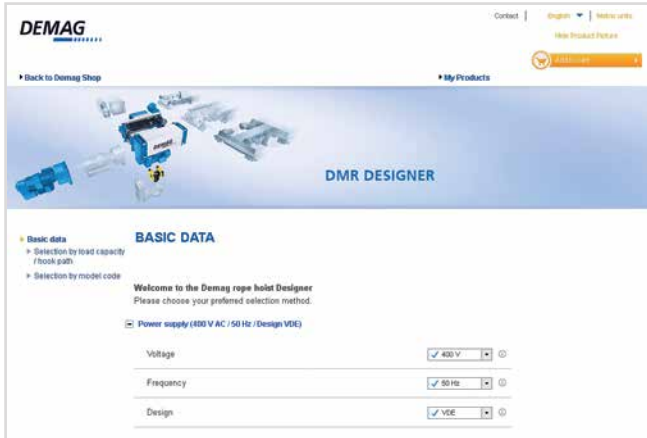 DEMAG
Contact
English
Metric units
Hide Product Picture
Back to Demag Shop
My Products
DEMAG
DMR DESIGNER
Basic data
Selection by load capacity
/ hook path
Selection by model code
BASIC DATA
Welcome to the Demag rope hoist Designer
Please choose your preferred selection method.
Power supply (400 V AC / 50 Hz / Design VDE)
Voltage
400 V
Frequency
50 Hz
Design
VDE